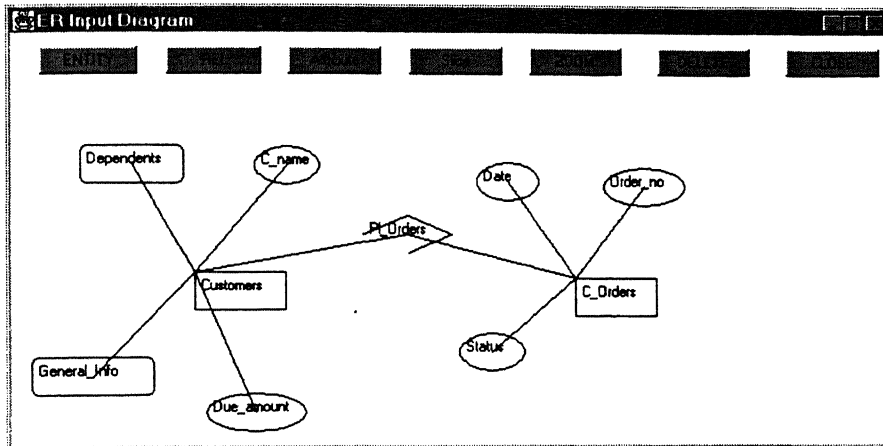 ER Input Diagram
ENTITY
Dependents
C_name
Date
Order_no
Pl_Orders
Customers
C_Orders
Status
General_Info
Due_amount